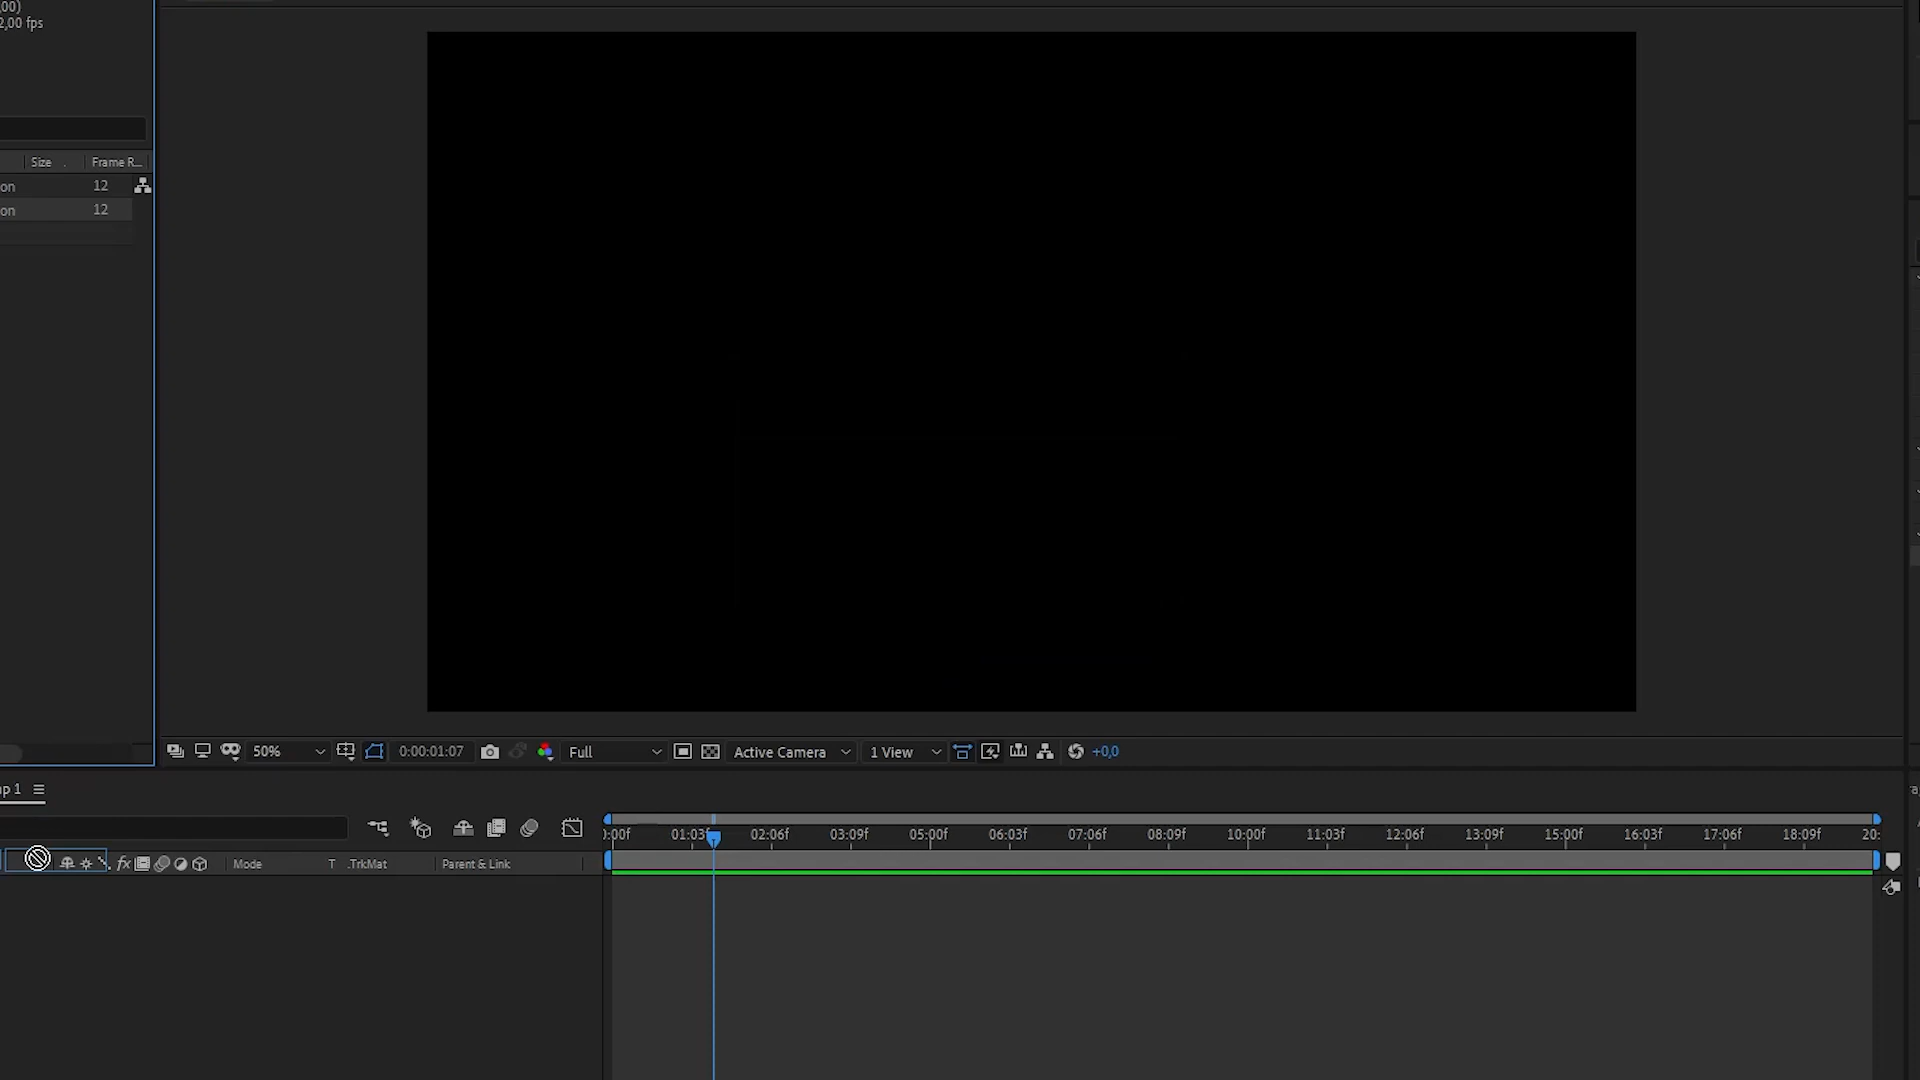 ,00)
2,00 fps
Size
Frame R...
on 12
on 12
50% 0:00:01:07 Full Active Camera 1 View +0,0
p 1
):00f 01:03f 02:06f 03:09f 05:00f 06:03f 07:06f 08:09f 10:00f 11:03f 12:06f 13:09f 15:00f 16:03f 17:06f 18:09f 20:
fx Mode T .TrkMat Parent & Link